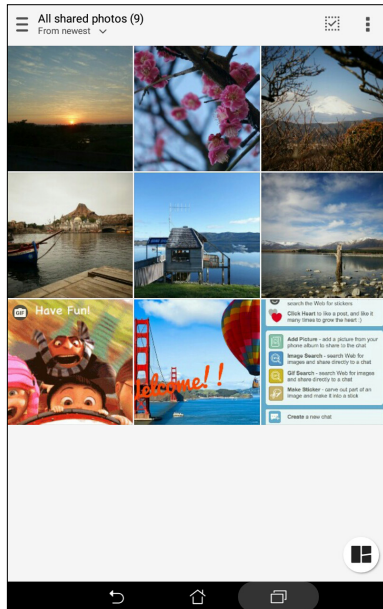 All shared photos (9)
From newest
GIF
Have Fun!
Welcome!!
search the Web for stickers
Click Heart to like a post, and like it
many times to grow the heart :)
Add Picture - add a picture from your
phone album to share to the chat
Image Search - search Web for
images and share directly to a chat
Gif Search - search Web for images
and share directly to a chat
Make Sticker - carve out part of an
image and make it into a stick
Create a new chat